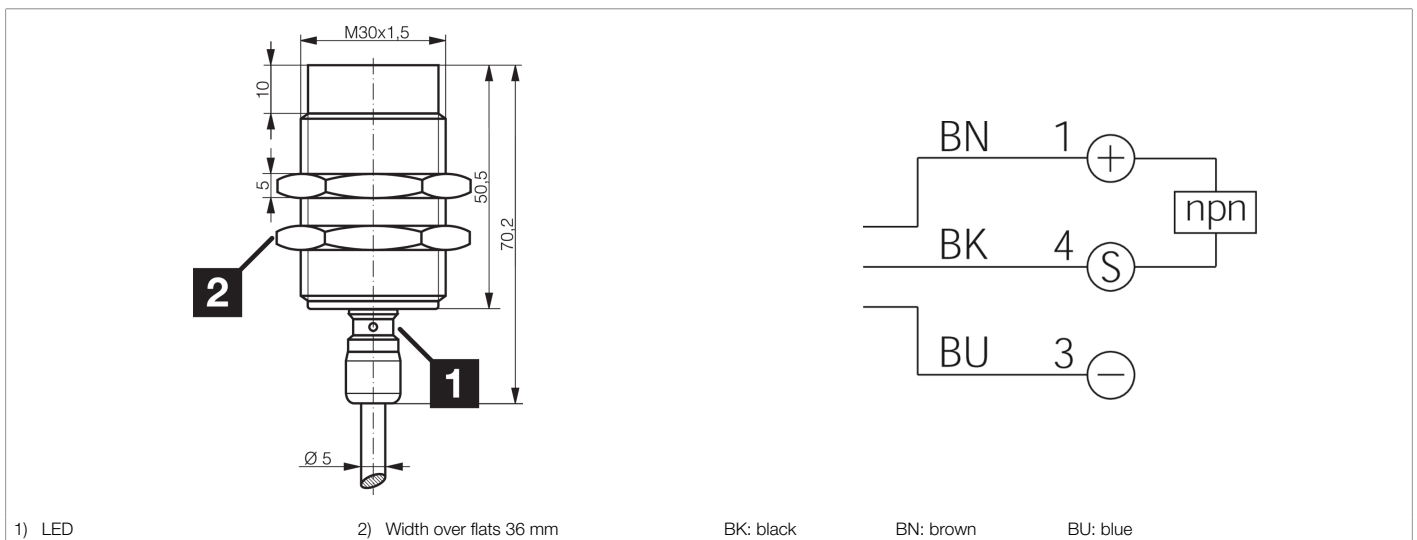 M30x1,5
10
5
50,5
70,2
2
1
Ø 5
BN 1 +
npn
BK 4 S
BU 3 −
1) LED 2) Width over flats 36 mm BK: black BN: brown BU: blue